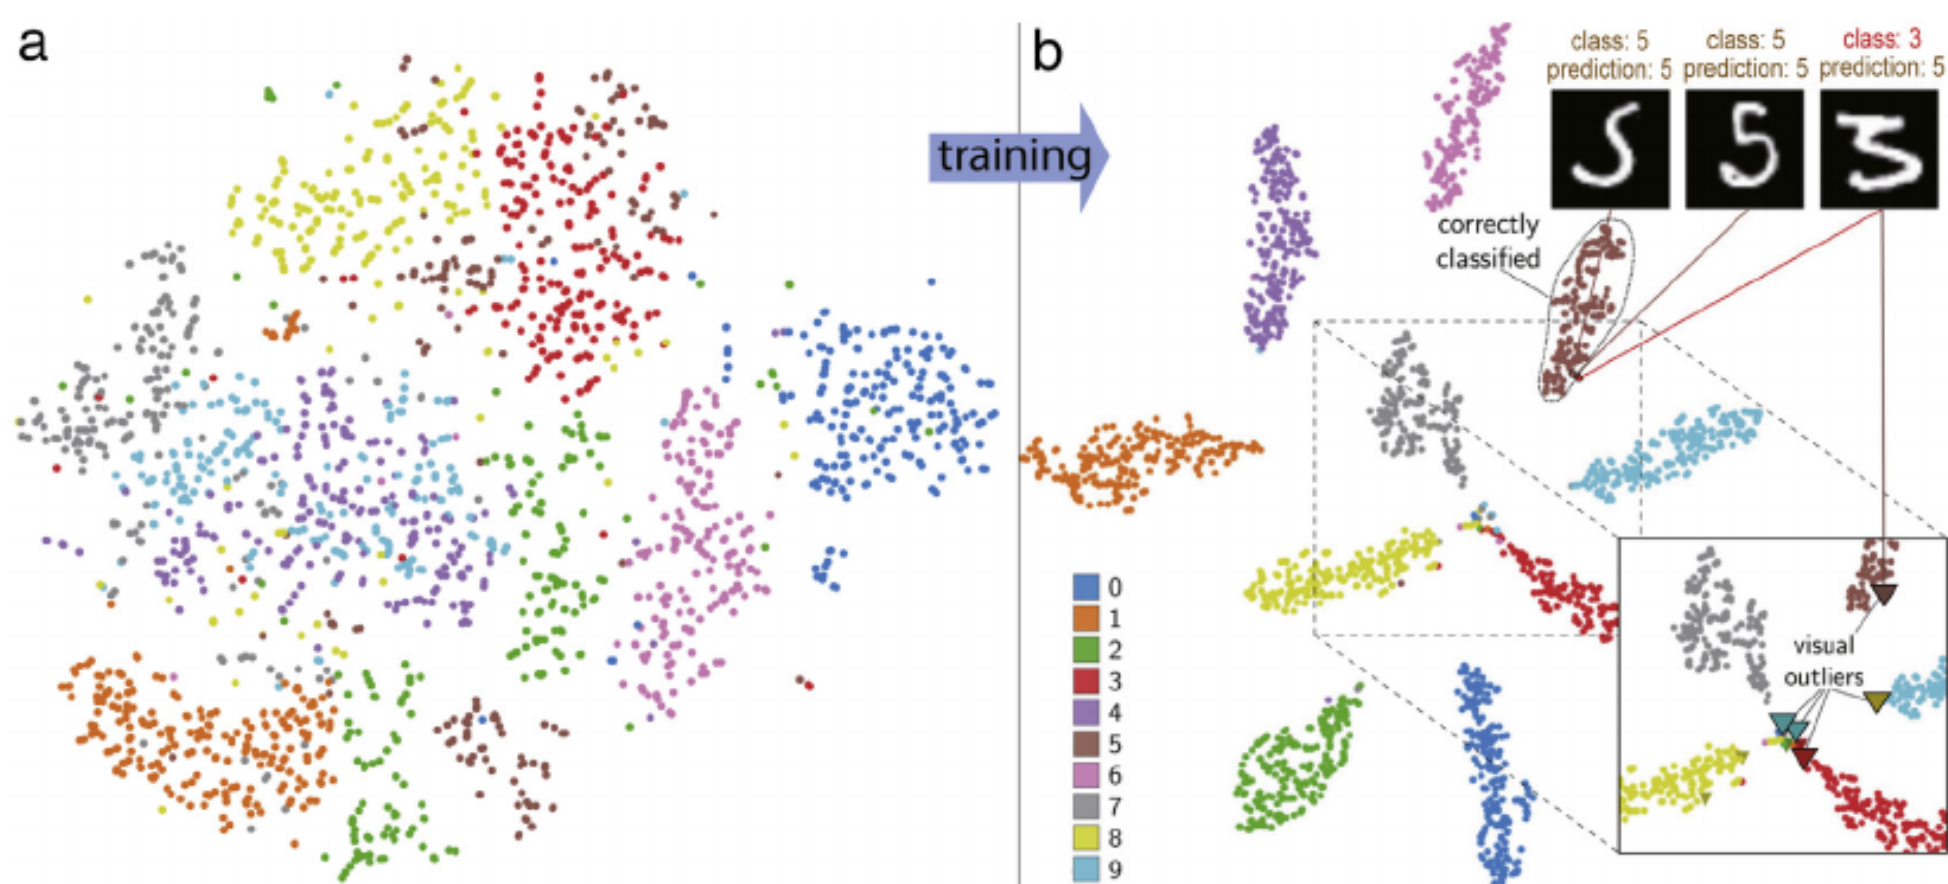 a
training
b
class: 5
prediction: 5
class: 5
prediction: 5
class: 3
prediction: 5
correctly
classified
0
1
2
3
4
5
6
7
8
9
visual
outliers